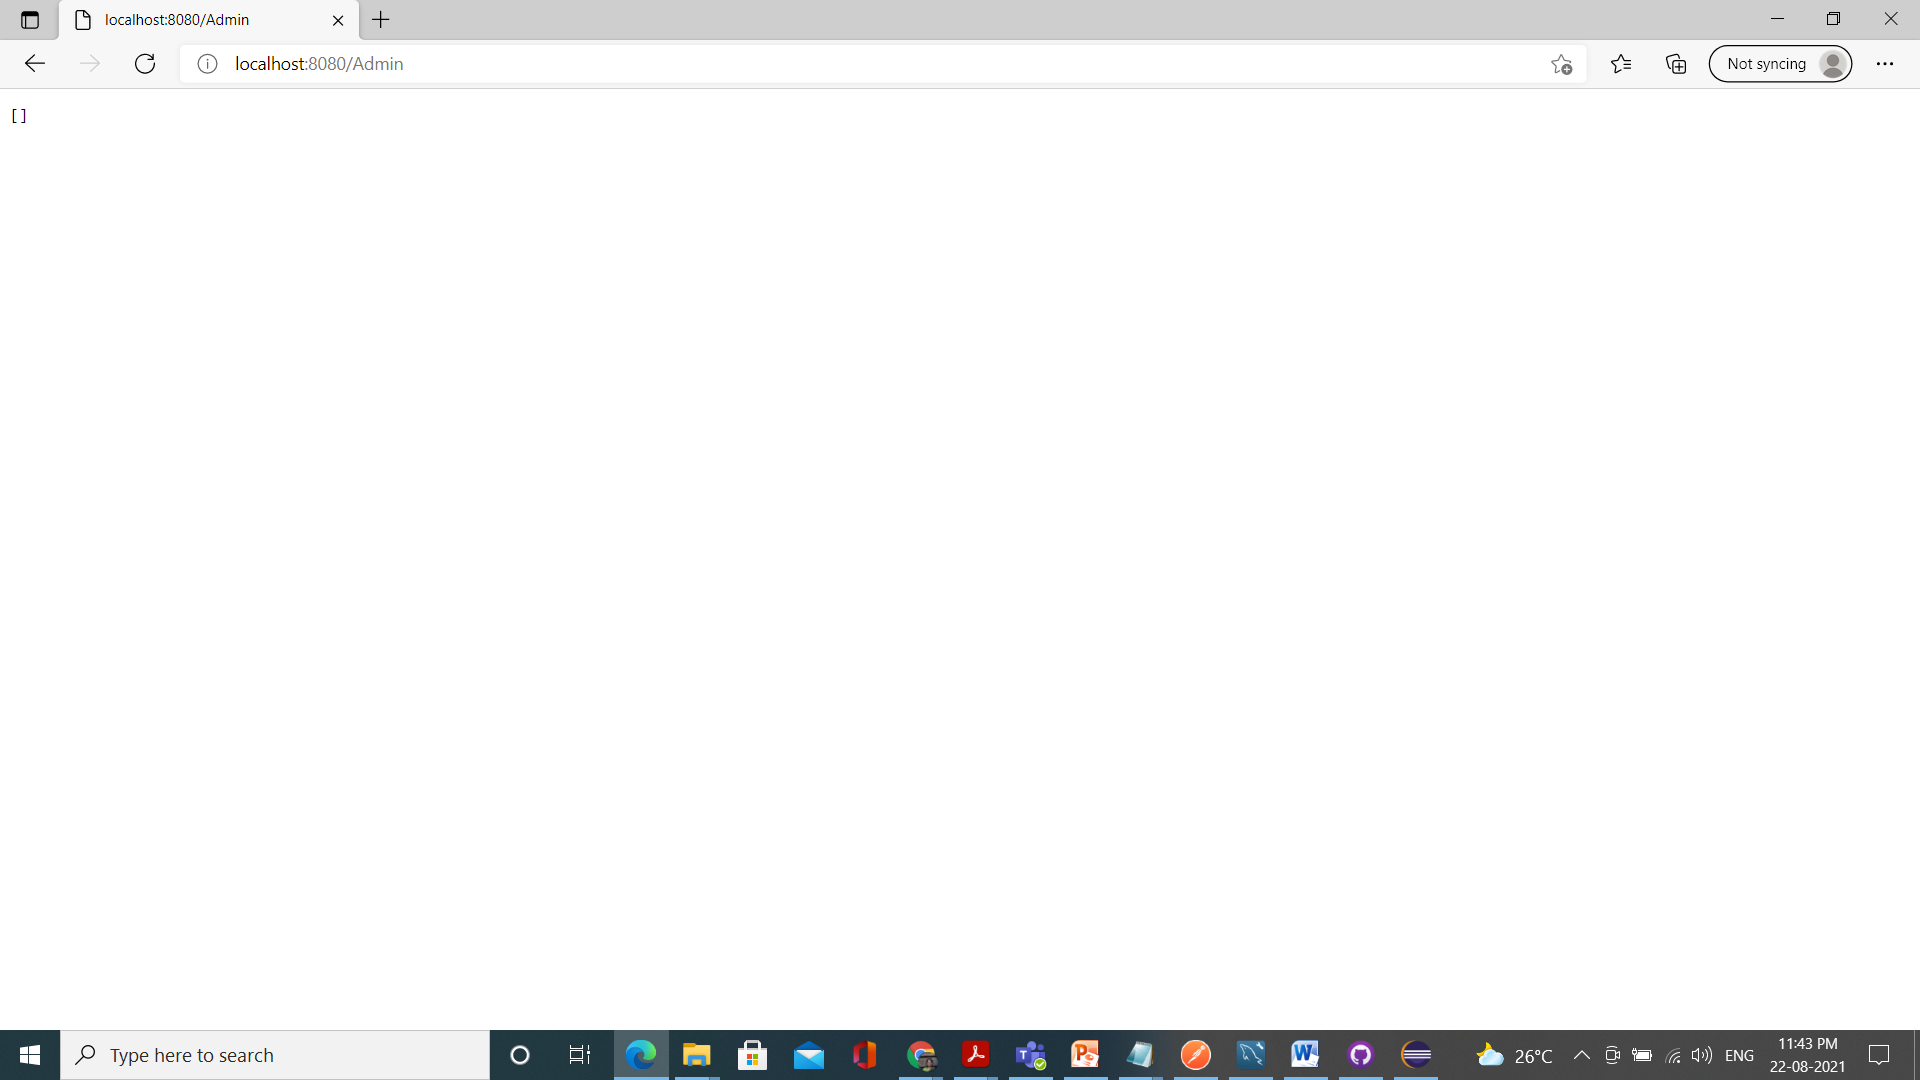 localhost:8080/Admin
localhost:8080/Admin
Not syncing
[]
Type here to search
26°C
ENG
11:43 PM
22-08-2021